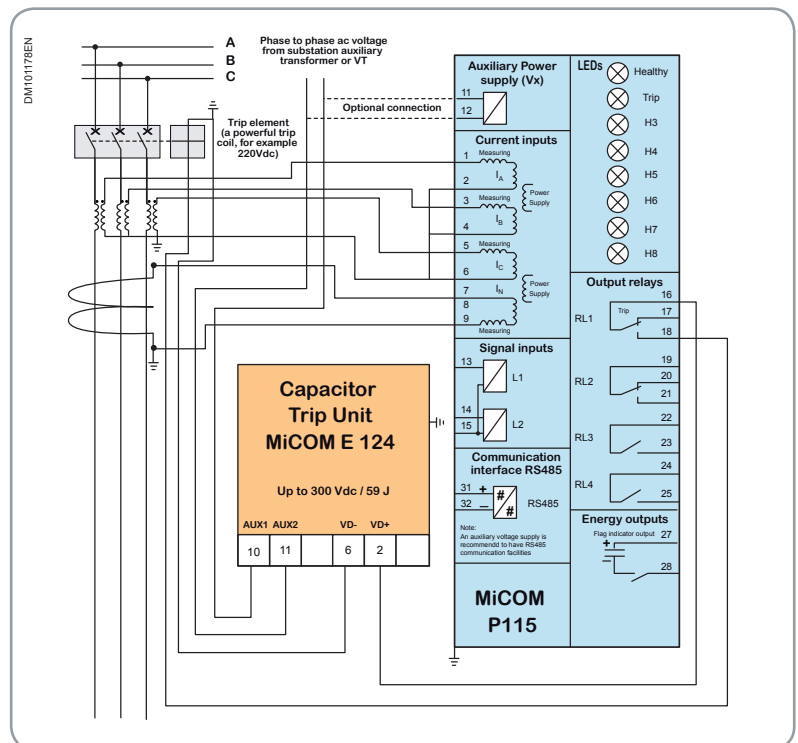 DM101178EN
A
B
C
Phase to phase ac voltage
from substation auxiliary
transformer or VT
Optional connection
Trip element
(a powerful trip
coil, for example
220Vdc)
Auxiliary Power
supply (Vx)
11
12
Current inputs
1
Measuring
IA
2
3
Measuring
Power
Supply
IB
4
5
Measuring
IC
6
7
IN
Power
Supply
8
9
Measuring
Signal inputs
13
L1
14
15
L2
Communication
interface RS485
31 +
32 –
#
#
RS485
Note:
An auxiliary voltage supply is
recommendd to have RS485
communication facilities
MiCOM
P115
LEDs
Healthy
Trip
H3
H4
H5
H6
H7
H8
Output relays
16
Trip
17
RL1
18
19
20
RL2
21
22
RL3
23
24
RL4
25
Energy outputs
Flag indicator output 27
+
–
28
Capacitor
Trip Unit
MiCOM E 124
Up to 300 Vdc / 59 J
AUX1 AUX2 VD- VD+
10 11 6 2